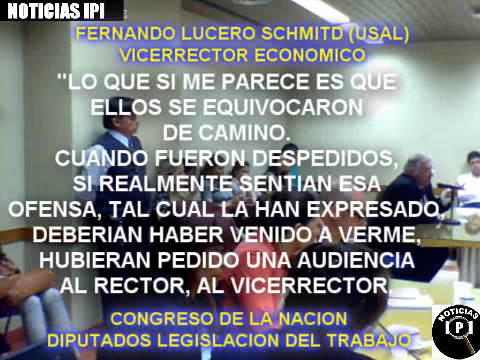 NOTICIAS IPI
FERNANDO LUCERO SCHMITD (USAL)
VICERRECTOR ECONOMICO
"LO QUE SI ME PARECE ES QUE
ELLOS SE EQUIVOCARON
DE CAMINO.
CUANDO FUERON DESPEDIDOS,
SI REALMENTE SENTIAN ESA
OFENSA, TAL CUAL LA HAN EXPRESADO,
DEBERIAN HABER VENIDO A VERME,
HUBIERAN PEDIDO UNA AUDIENCIA
AL RECTOR, AL VICERRECTOR.
CONGRESO DE LA NACION
DIPUTADOS LEGISLACION DEL TRABAJO
NOTICIAS
IPI